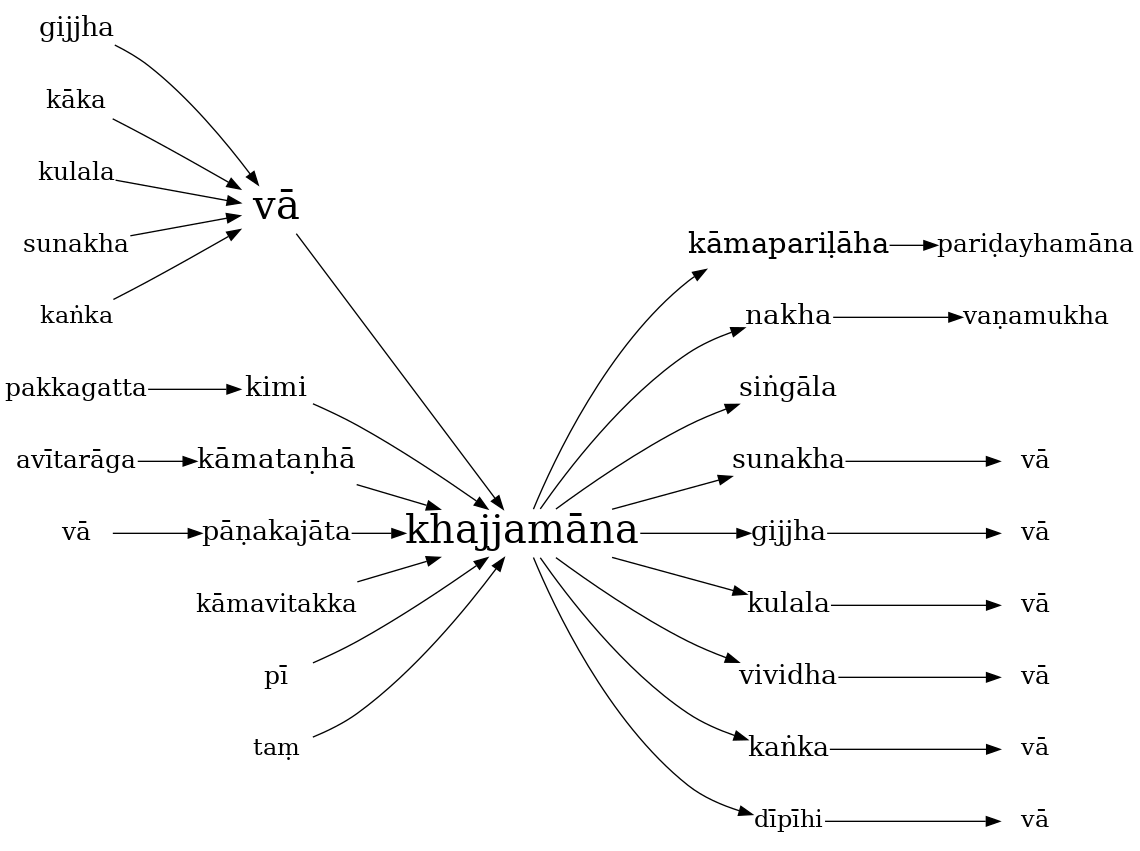 gijjha
kāka
kulala
sunakha
kaṅka
vā
pakkagatta
kimi
avītarāga
kāmataṇhā
vā
pāṇakajāta
kāmavitakka
pī
taṃ
khajjamāna
kāmapariḷāha
pariḍayhamāna
nakha
vaṇamukha
siṅgāla
sunakha
vā
gijjha
vā
kulala
vā
vividha
vā
kaṅka
vā
dīpīhi
vā